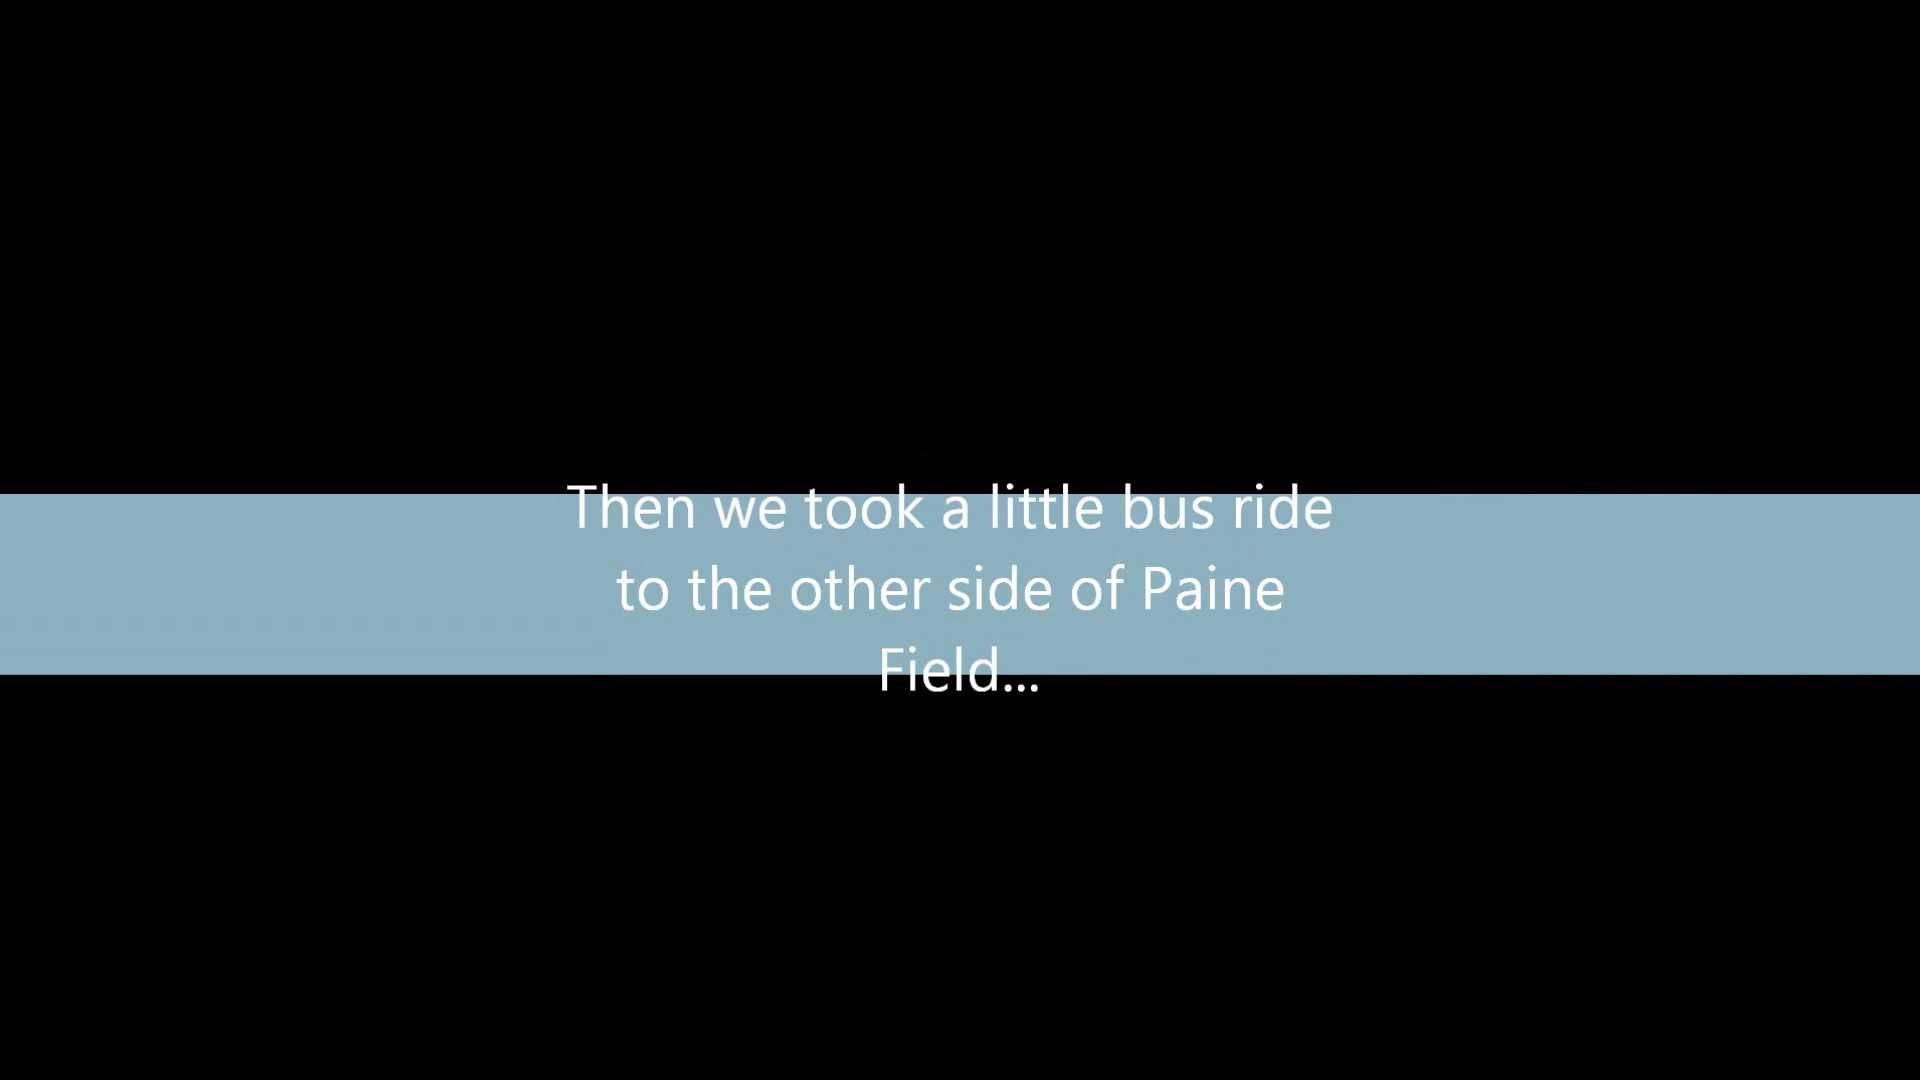 Then we took a little bus ride
to the other side of Paine
Field...